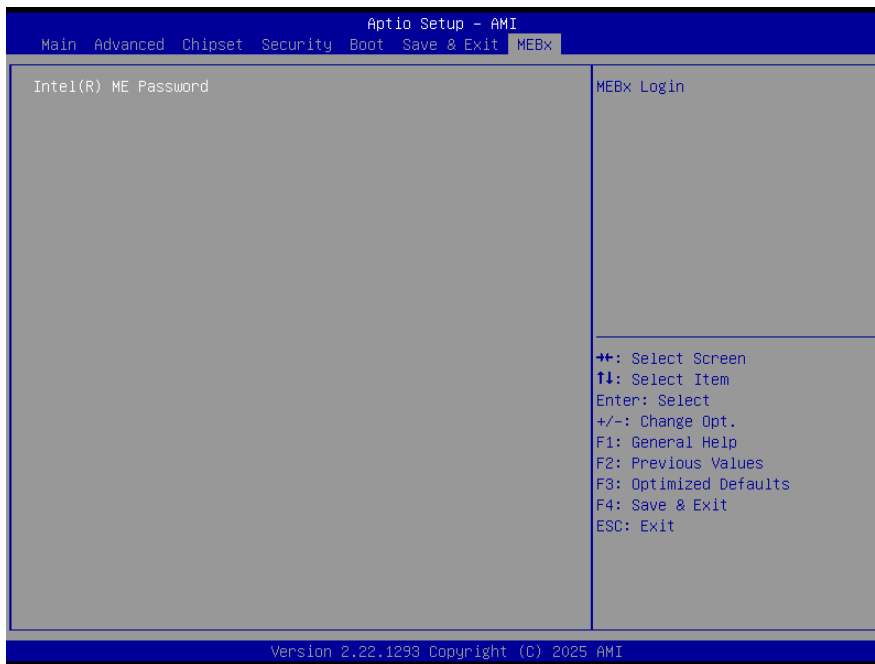 Aptio Setup – AMI
Main Advanced Chipset Security Boot Save & Exit MEBx
Intel(R) ME Password
MEBx Login
→←: Select Screen
↑↓: Select Item
Enter: Select
+/-: Change Opt.
F1: General Help
F2: Previous Values
F3: Optimized Defaults
F4: Save & Exit
ESC: Exit
Version 2.22.1293 Copyright (C) 2025 AMI